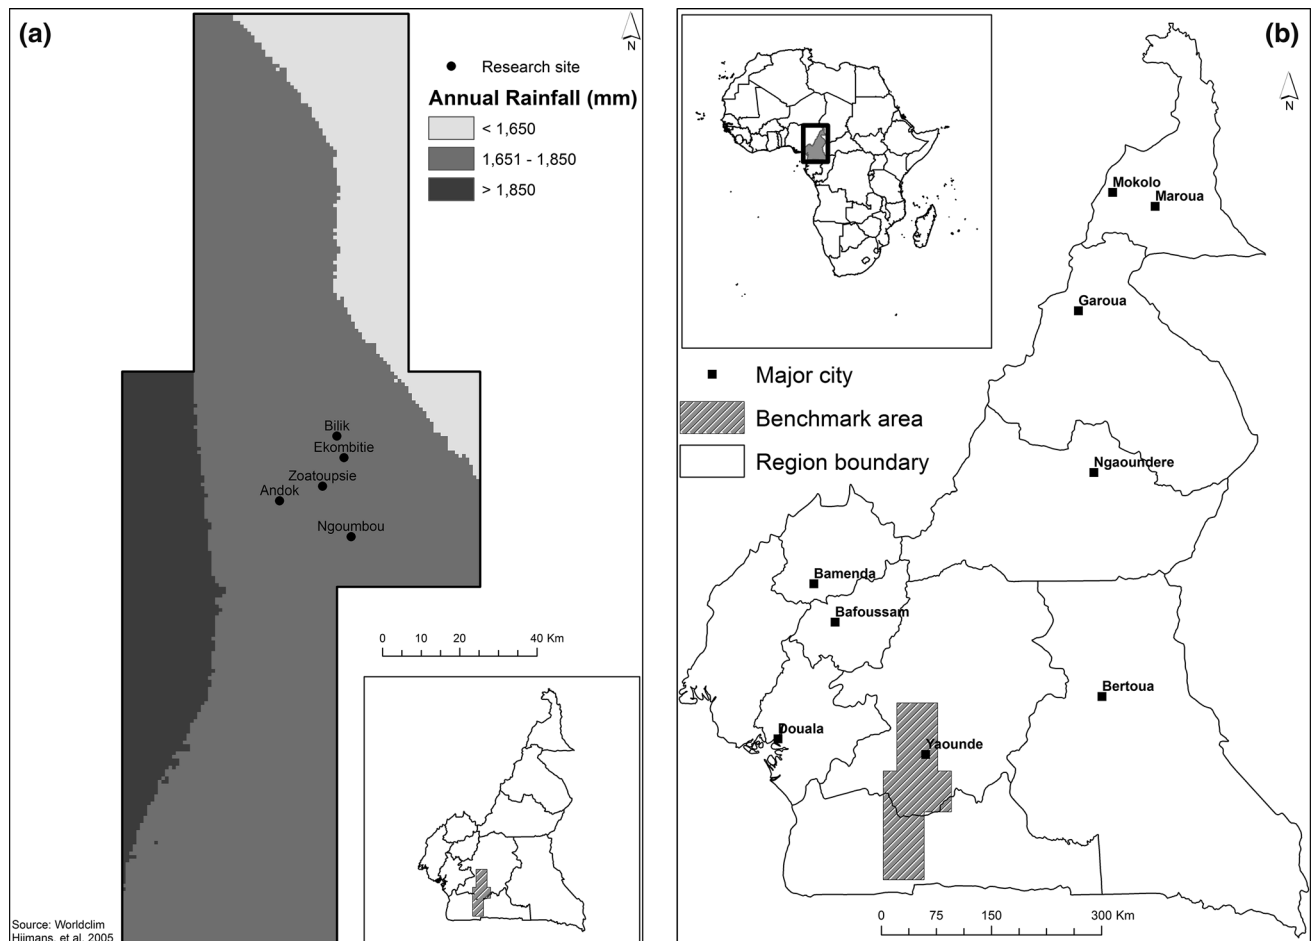 (a)
N
Research site
Annual Rainfall (mm)
< 1,650
1,651 - 1,850
> 1,850
Bilik
Ekombitie
Zoatoupsie
Andok
Ngoumbou
0 10 20 40 Km
Source: Worldclim
Hijmans, et al. 2005
(b)
N
Mokolo
Maroua
Garoua
Major city
Benchmark area
Region boundary
Ngaoundere
Bamenda
Bafoussam
Bertoua
Douala
Yaounde
0 75 150 300 Km